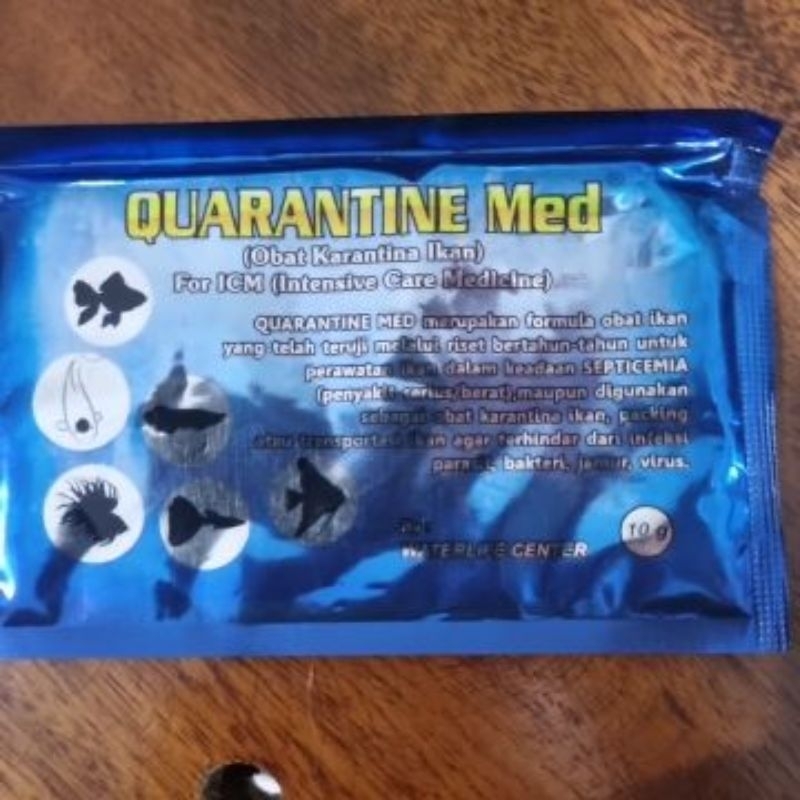 QUARANTINE Med
(Obat Karantina Ikan)
For ICM (Intensive Care Medicine)
QUARANTINE MED merupakan formula obat ikan
yang telah teruji melalui riset bertahun-tahun untuk
perawatan ikan dalam keadaan SEPTICEMIA
(penyakit serius/berat),maupun digunakan
sebagai obat karantina ikan, packing
atau transportasi ikan agar terhindar dari infeksi
parasit, bakteri, jamur, virus.
WATERLIFE CENTER
10 g